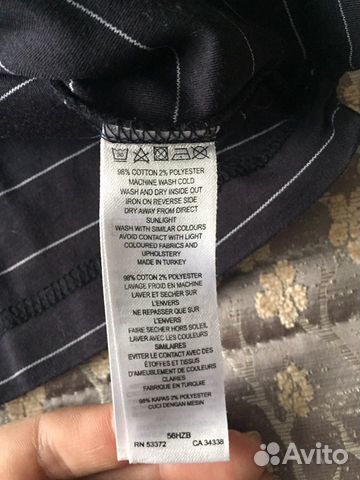 30
98% COTTON 2% POLYESTER
MACHINE WASH COLD
WASH AND DRY INSIDE OUT
IRON ON REVERSE SIDE
DRY AWAY FROM DIRECT
SUNLIGHT
WASH WITH SIMILAR COLOURS
AVOID CONTACT WITH LIGHT
COLOURED FABRICS AND
UPHOLSTERY
MADE IN TURKEY
98% COTON 2% POLYESTER
LAVAGE FROID EN MACHINE
LAVER ET SECHER SUR
L'ENVERS
NE REPASSER QUE SUR
L'ENVERS
FAIRE SECHER HORS SOLEIL
LAVER AVEC LES COULEURS
SIMILAIRES
EVITER LE CONTACT AVEC DES
ETOFFES ET TISSUS
D'AMEUBLEMENT DE COULEURS
CLAIRES
FABRIQUE EN TURQUIE
98% KAPAS 2% POLYESTER
CUCI DENGAN MESIN
56HZB
RN 53372 CA 34338
Avito